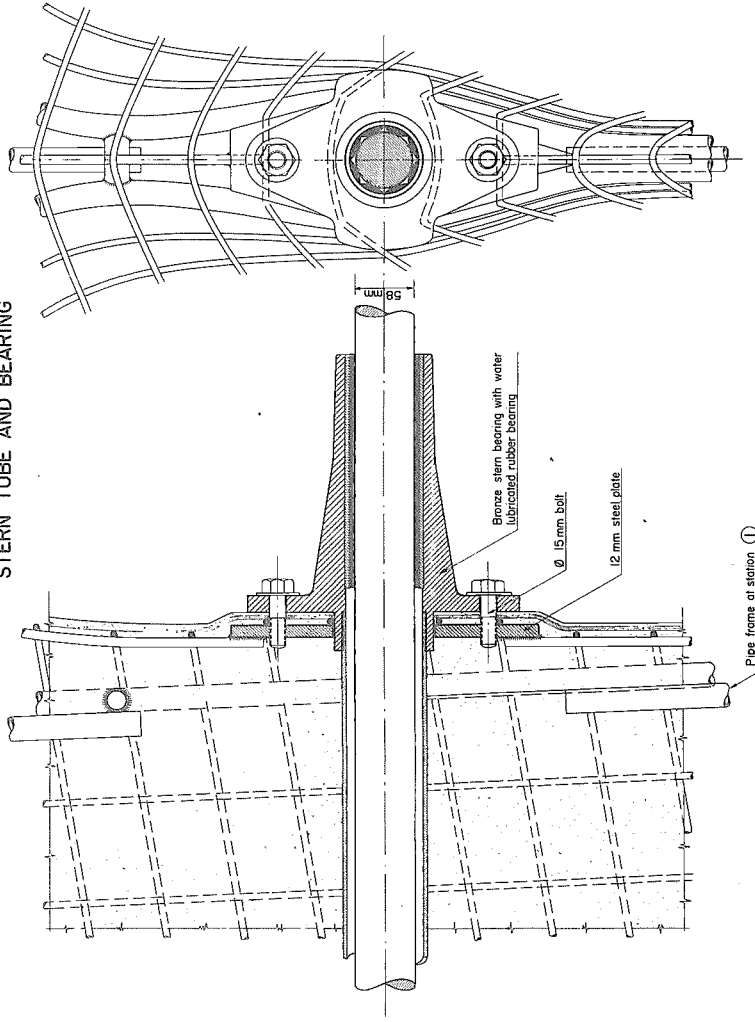 STERN TUBE AND BEARING
58 mm
Bronze stern bearing with water
lubricated rubber bearing
Ø 15 mm bolt
12 mm steel plate
Pipe frame at station 1